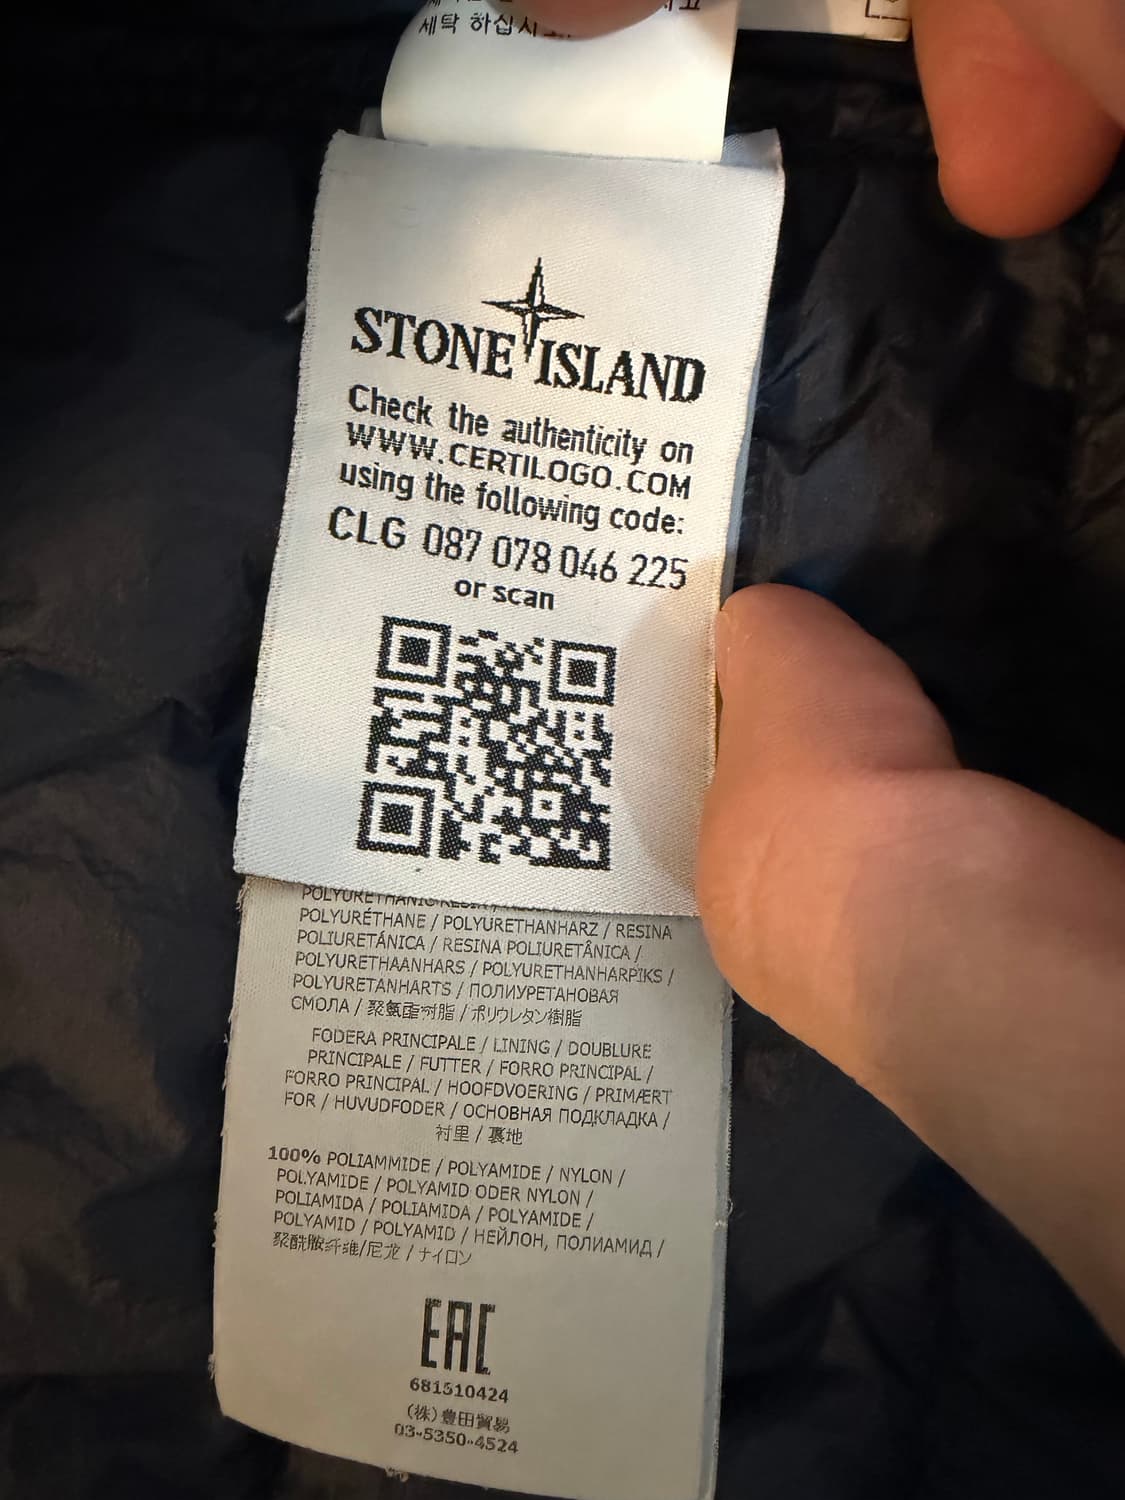 세탁 하십시오.
STONE ISLAND
Check the authenticity on
WWW.CERTILOGO.COM
using the following code:
CLG 087 078 046 225
or scan
POLYURETHANIC
POLYURÉTHANE / POLYURETHANHARZ / RESINA
POLIURETÁNICA / RESINA POLIURETÂNICA /
POLYURETHAANHARS / POLYURETHANHARPIKS /
POLYURETANHARTS / ПОЛИУРЕТАНОВАЯ
СМОЛА / 聚氨酯树脂 / ポリウレタン樹脂
FODERA PRINCIPALE / LINING / DOUBLURE
PRINCIPALE / FUTTER / FORRO PRINCIPAL /
FORRO PRINCIPAL / HOOFDVOERING / PRIMÆRT
FOR / HUVUDFODER / ОСНОВНАЯ ПОДКЛАДКА /
衬里 / 裏地
100% POLIAMMIDE / POLYAMIDE / NYLON /
POLYAMIDE / POLYAMID ODER NYLON /
POLIAMIDA / POLIAMIDA / POLYAMIDE /
POLYAMID / POLYAMID / НЕЙЛОН, ПОЛИАМИД /
聚酰胺纤维/尼龙 / ナイロン
EAC
681510424
(株)豊田貿易
03-5350-4524